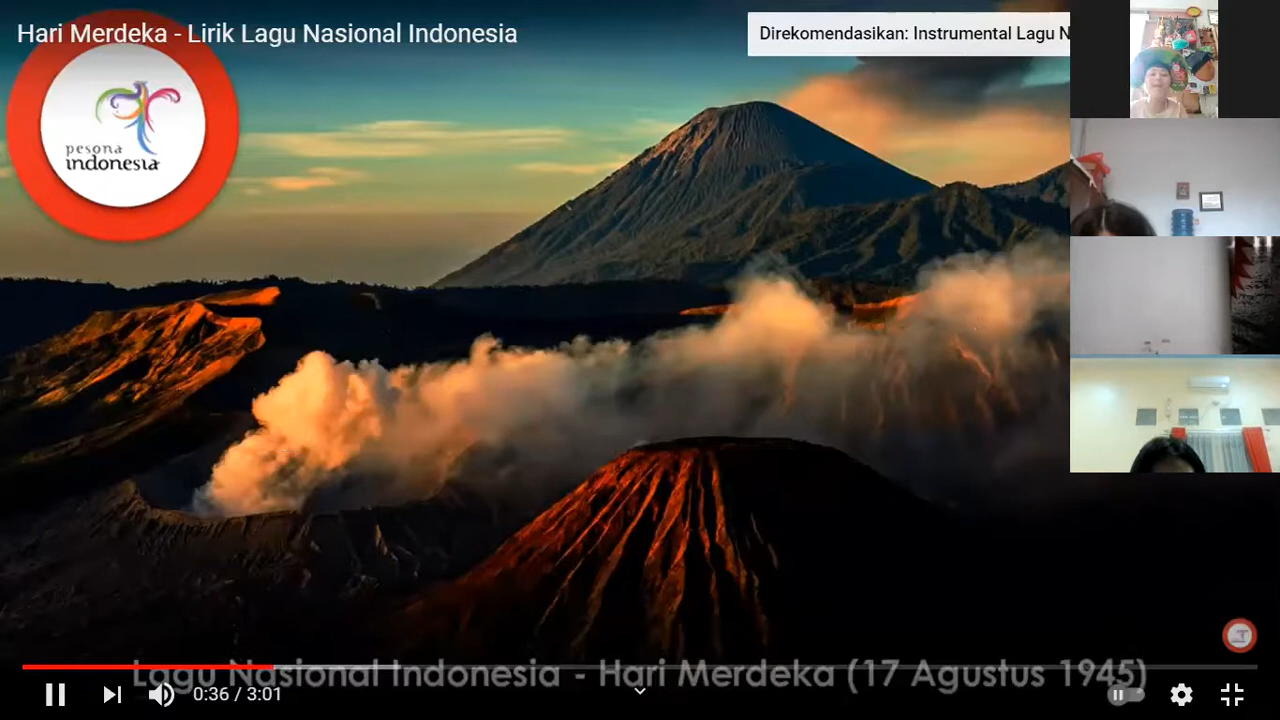 Hari Merdeka - Lirik Lagu Nasional Indonesia
Direkomendasikan: Instrumental Lagu N
pesona
indonesia
Lagu Nasional Indonesia - Hari Merdeka (17 Agustus 1945)
0:36 / 3:01